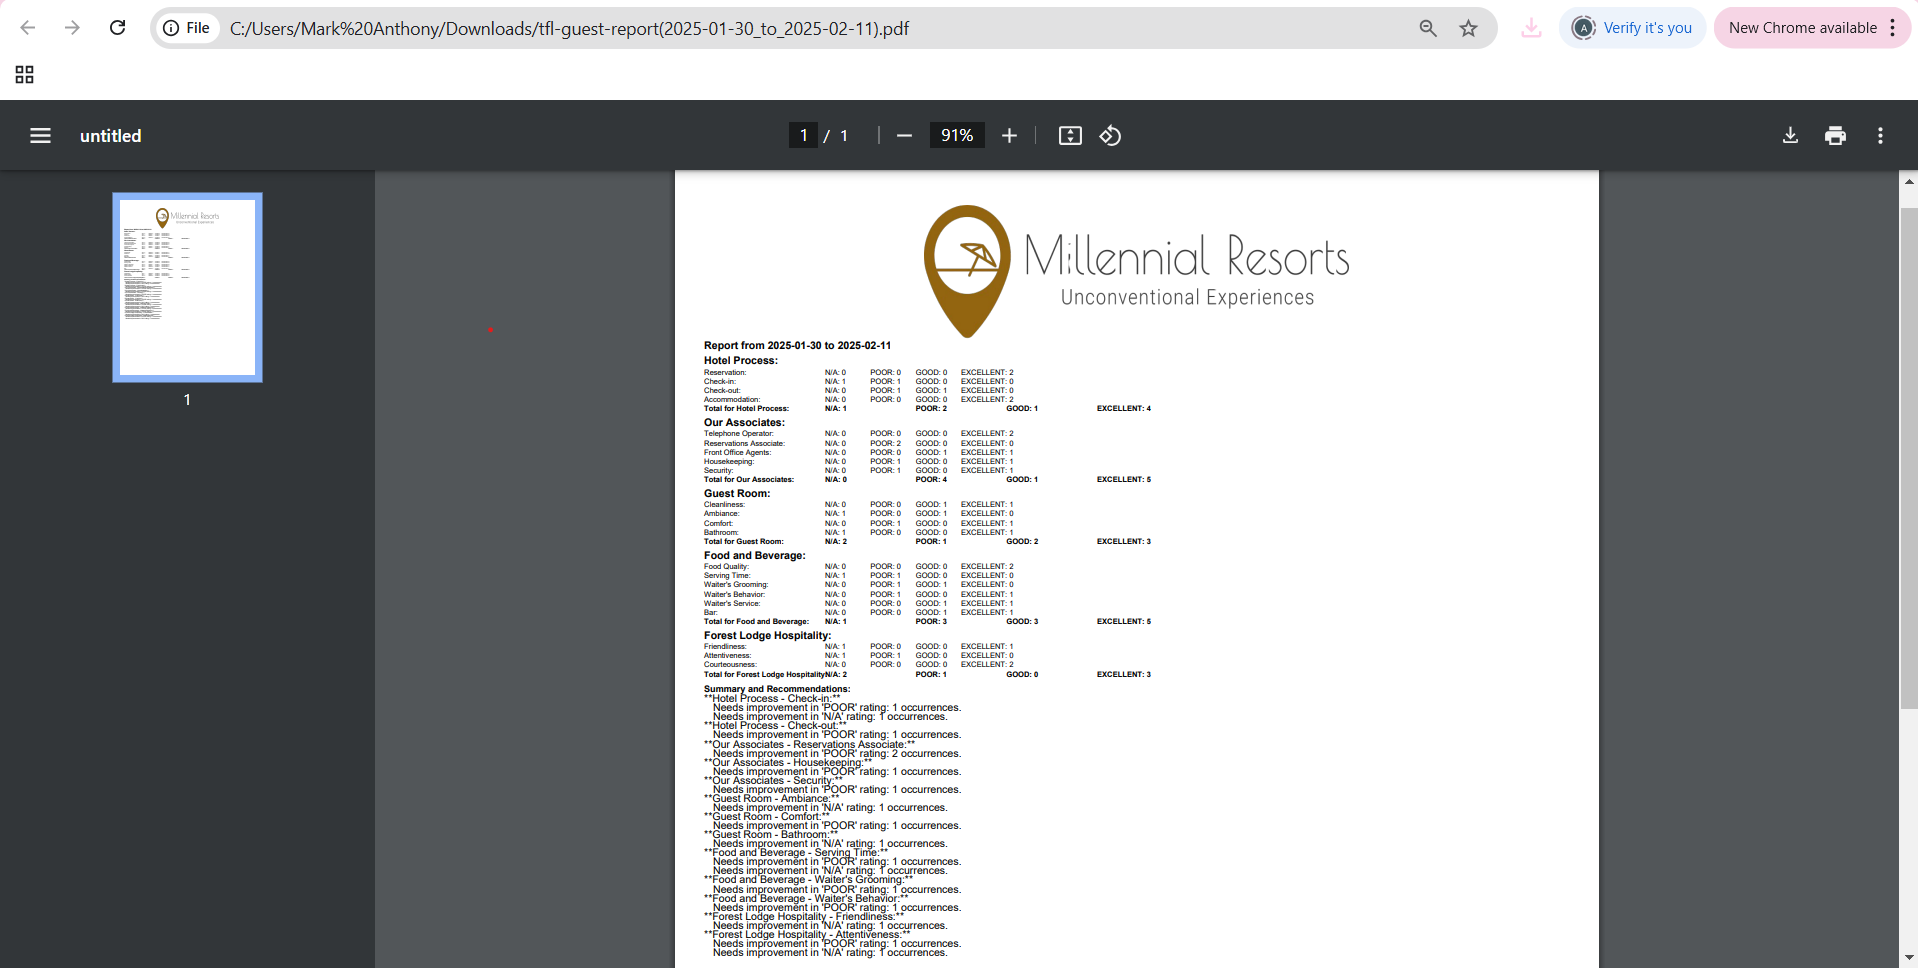 File
C:/Users/Mark%20Anthony/Downloads/tfl-guest-report(2025-01-30_to_2025-02-11).pdf
A
Verify it's you
New Chrome available
untitled
1 / 1
91%
1
Millennial Resorts
Unconventional Experiences
Report from 2025-01-30 to 2025-02-11
Hotel Process:
Reservation: N/A: 0 POOR: 0 GOOD: 0 EXCELLENT: 2
Check-in: N/A: 1 POOR: 1 GOOD: 0 EXCELLENT: 0
Check-out: N/A: 0 POOR: 1 GOOD: 1 EXCELLENT: 0
Accommodation: N/A: 0 POOR: 0 GOOD: 0 EXCELLENT: 2
Total for Hotel Process: N/A: 1 POOR: 2 GOOD: 1 EXCELLENT: 4
Our Associates:
Telephone Operator: N/A: 0 POOR: 0 GOOD: 0 EXCELLENT: 2
Reservations Associate: N/A: 0 POOR: 2 GOOD: 0 EXCELLENT: 0
Front Office Agents: N/A: 0 POOR: 0 GOOD: 1 EXCELLENT: 1
Housekeeping: N/A: 0 POOR: 1 GOOD: 0 EXCELLENT: 1
Security: N/A: 0 POOR: 1 GOOD: 0 EXCELLENT: 1
Total for Our Associates: N/A: 0 POOR: 4 GOOD: 1 EXCELLENT: 5
Guest Room:
Cleanliness: N/A: 0 POOR: 0 GOOD: 1 EXCELLENT: 1
Ambiance: N/A: 1 POOR: 0 GOOD: 1 EXCELLENT: 0
Comfort: N/A: 0 POOR: 1 GOOD: 0 EXCELLENT: 1
Bathroom: N/A: 1 POOR: 0 GOOD: 0 EXCELLENT: 1
Total for Guest Room: N/A: 2 POOR: 1 GOOD: 2 EXCELLENT: 3
Food and Beverage:
Food Quality: N/A: 0 POOR: 0 GOOD: 0 EXCELLENT: 2
Serving Time: N/A: 1 POOR: 1 GOOD: 0 EXCELLENT: 0
Waiter's Grooming: N/A: 0 POOR: 1 GOOD: 1 EXCELLENT: 0
Waiter's Behavior: N/A: 0 POOR: 1 GOOD: 0 EXCELLENT: 1
Waiter's Service: N/A: 0 POOR: 0 GOOD: 1 EXCELLENT: 1
Bar: N/A: 0 POOR: 0 GOOD: 1 EXCELLENT: 1
Total for Food and Beverage: N/A: 1 POOR: 3 GOOD: 3 EXCELLENT: 5
Forest Lodge Hospitality:
Friendliness: N/A: 1 POOR: 0 GOOD: 0 EXCELLENT: 1
Attentiveness: N/A: 1 POOR: 1 GOOD: 0 EXCELLENT: 0
Courteousness: N/A: 0 POOR: 0 GOOD: 0 EXCELLENT: 2
Total for Forest Lodge HospitalityN/A: 2 POOR: 1 GOOD: 0 EXCELLENT: 3
Summary and Recommendations:
**Hotel Process - Check-in:**
Needs improvement in 'POOR' rating: 1 occurrences.
Needs improvement in 'N/A' rating: 1 occurrences.
**Hotel Process - Check-out:**
Needs improvement in 'POOR' rating: 1 occurrences.
**Our Associates - Reservations Associate:**
Needs improvement in 'POOR' rating: 2 occurrences.
**Our Associates - Housekeeping:**
Needs improvement in 'POOR' rating: 1 occurrences.
**Our Associates - Security:**
Needs improvement in 'POOR' rating: 1 occurrences.
**Guest Room - Ambiance:**
Needs improvement in 'N/A' rating: 1 occurrences.
**Guest Room - Comfort:**
Needs improvement in 'POOR' rating: 1 occurrences.
**Guest Room - Bathroom:**
Needs improvement in 'N/A' rating: 1 occurrences.
**Food and Beverage - Serving Time:**
Needs improvement in 'POOR' rating: 1 occurrences.
Needs improvement in 'N/A' rating: 1 occurrences.
**Food and Beverage - Waiter's Grooming:**
Needs improvement in 'POOR' rating: 1 occurrences.
**Food and Beverage - Waiter's Behavior:**
Needs improvement in 'POOR' rating: 1 occurrences.
**Forest Lodge Hospitality - Friendliness:**
Needs improvement in 'N/A' rating: 1 occurrences.
**Forest Lodge Hospitality - Attentiveness:**
Needs improvement in 'POOR' rating: 1 occurrences.
Needs improvement in 'N/A' rating: 1 occurrences.